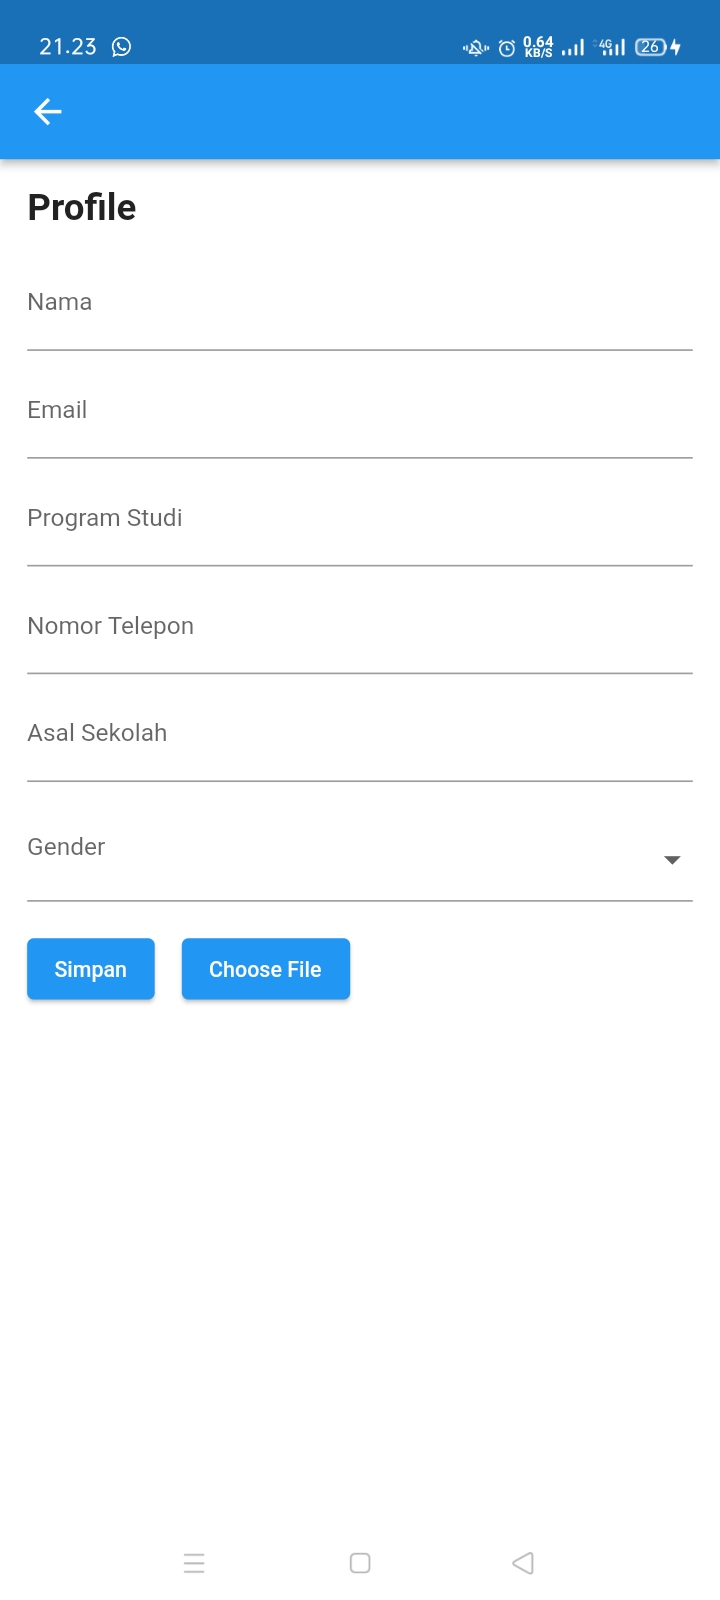 21.23 0.64 KB/S 4G 26
Profile
Nama
Email
Program Studi
Nomor Telepon
Asal Sekolah
Gender
Simpan Choose File